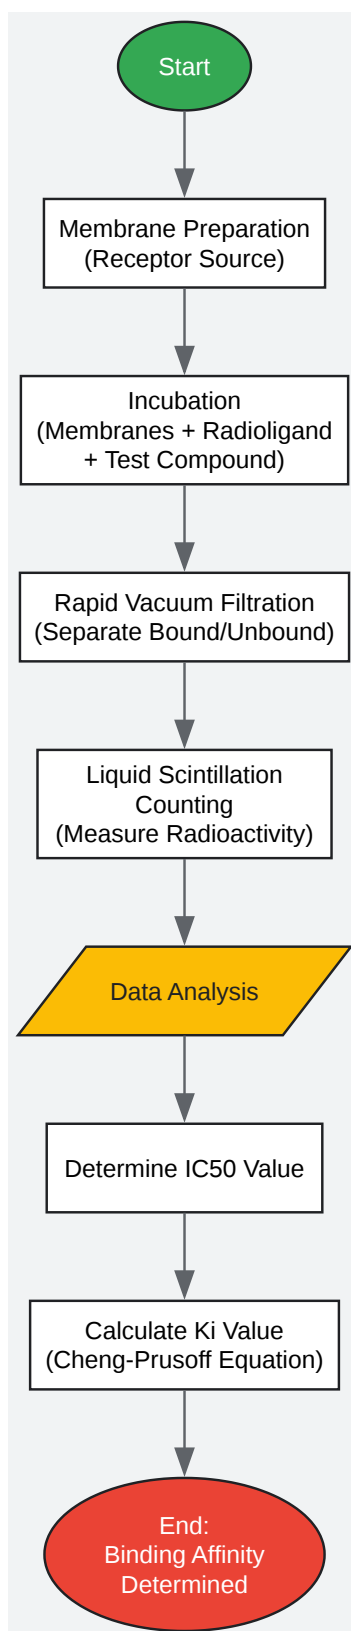 Start
Membrane Preparation
(Receptor Source)
Incubation
(Membranes + Radioligand
+ Test Compound)
Rapid Vacuum Filtration
(Separate Bound/Unbound)
Liquid Scintillation
Counting
(Measure Radioactivity)
Data Analysis
Determine IC50 Value
Calculate Ki Value
(Cheng-Prusoff Equation)
End:
Binding Affinity
Determined